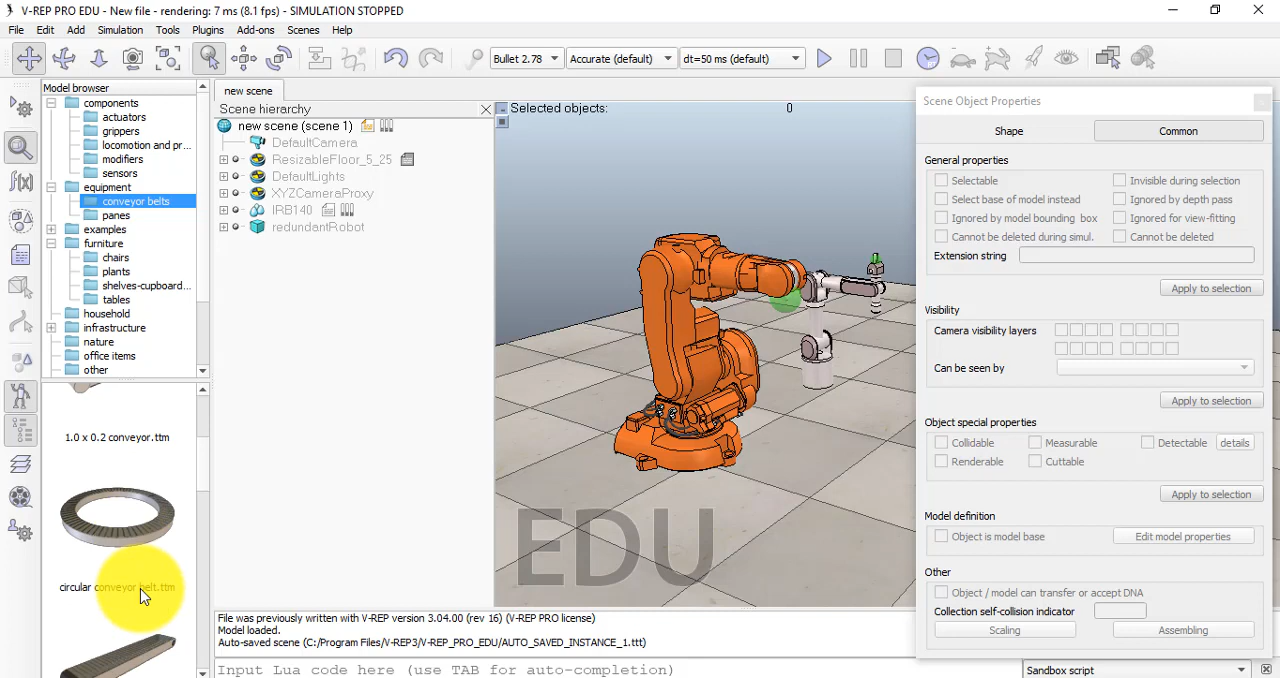 V-REP PRO EDU - New file - rendering: 7 ms (8.1 fps) - SIMULATION STOPPED
File Edit Add Simulation Tools Plugins Add-ons Scenes Help
Bullet 2.78 Accurate (default) dt=50 ms (default)
Model browser
components
actuators
grippers
locomotion and pr...
modifiers
sensors
equipment
conveyor belts
panes
examples
furniture
chairs
plants
shelves-cupboard...
tables
household
infrastructure
nature
office items
other
1.0 x 0.2 conveyor.ttm
circular conveyor belt.ttm
new scene
Scene hierarchy
new scene (scene 1)
DefaultCamera
ResizableFloor_5_25
DefaultLights
XYZCameraProxy
IRB140
redundantRobot
Selected objects: 0
EDU
File was previously written with V-REP version 3.04.00 (rev 16) (V-REP PRO license)
Model loaded.
Auto-saved scene (C:/Program Files/V-REP3/V-REP_PRO_EDU/AUTO_SAVED_INSTANCE_1.ttt)
Input Lua code here (use TAB for auto-completion)
Sandbox script
Scene Object Properties
Shape Common
General properties
Selectable Invisible during selection
Select base of model instead Ignored by depth pass
Ignored by model bounding box Ignored for view-fitting
Cannot be deleted during simul. Cannot be deleted
Extension string
Apply to selection
Visibility
Camera visibility layers
Can be seen by
Apply to selection
Object special properties
Collidable Measurable Detectable details
Renderable Cuttable
Apply to selection
Model definition
Object is model base Edit model properties
Other
Object / model can transfer or accept DNA
Collection self-collision indicator
Scaling Assembling